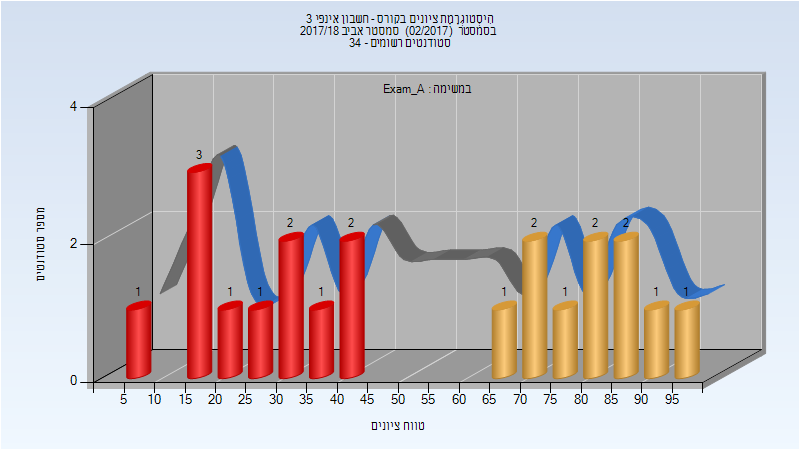 היסטוגרמת ציונים בקורס - חשבון אינפי 3
בסמסטר (02/2017) סמסטר אביב 2017/18
סטודנטים רשומים - 34
במשימה : Exam_A
מספר סטודנטים
4
2
0
1
3
1
1
2
1
2
1
2
1
2
2
1
1
5 10 15 20 25 30 35 40 45 50 55 60 65 70 75 80 85 90 95
טווח ציונים